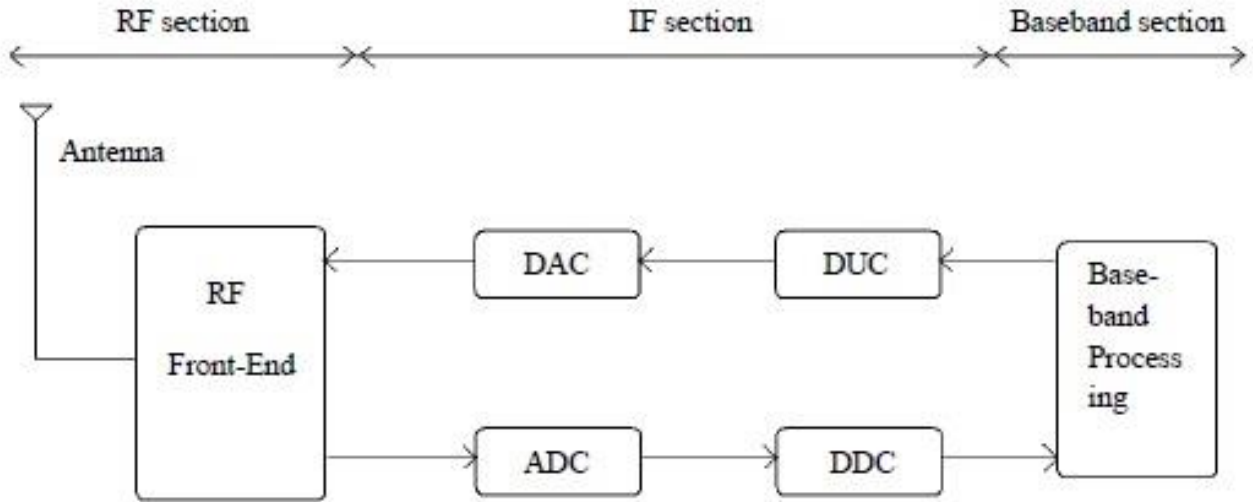 RF section
IF section
Baseband section
Antenna
RF
Front-End
DAC
DUC
Base-
band
Process
ing
ADC
DDC